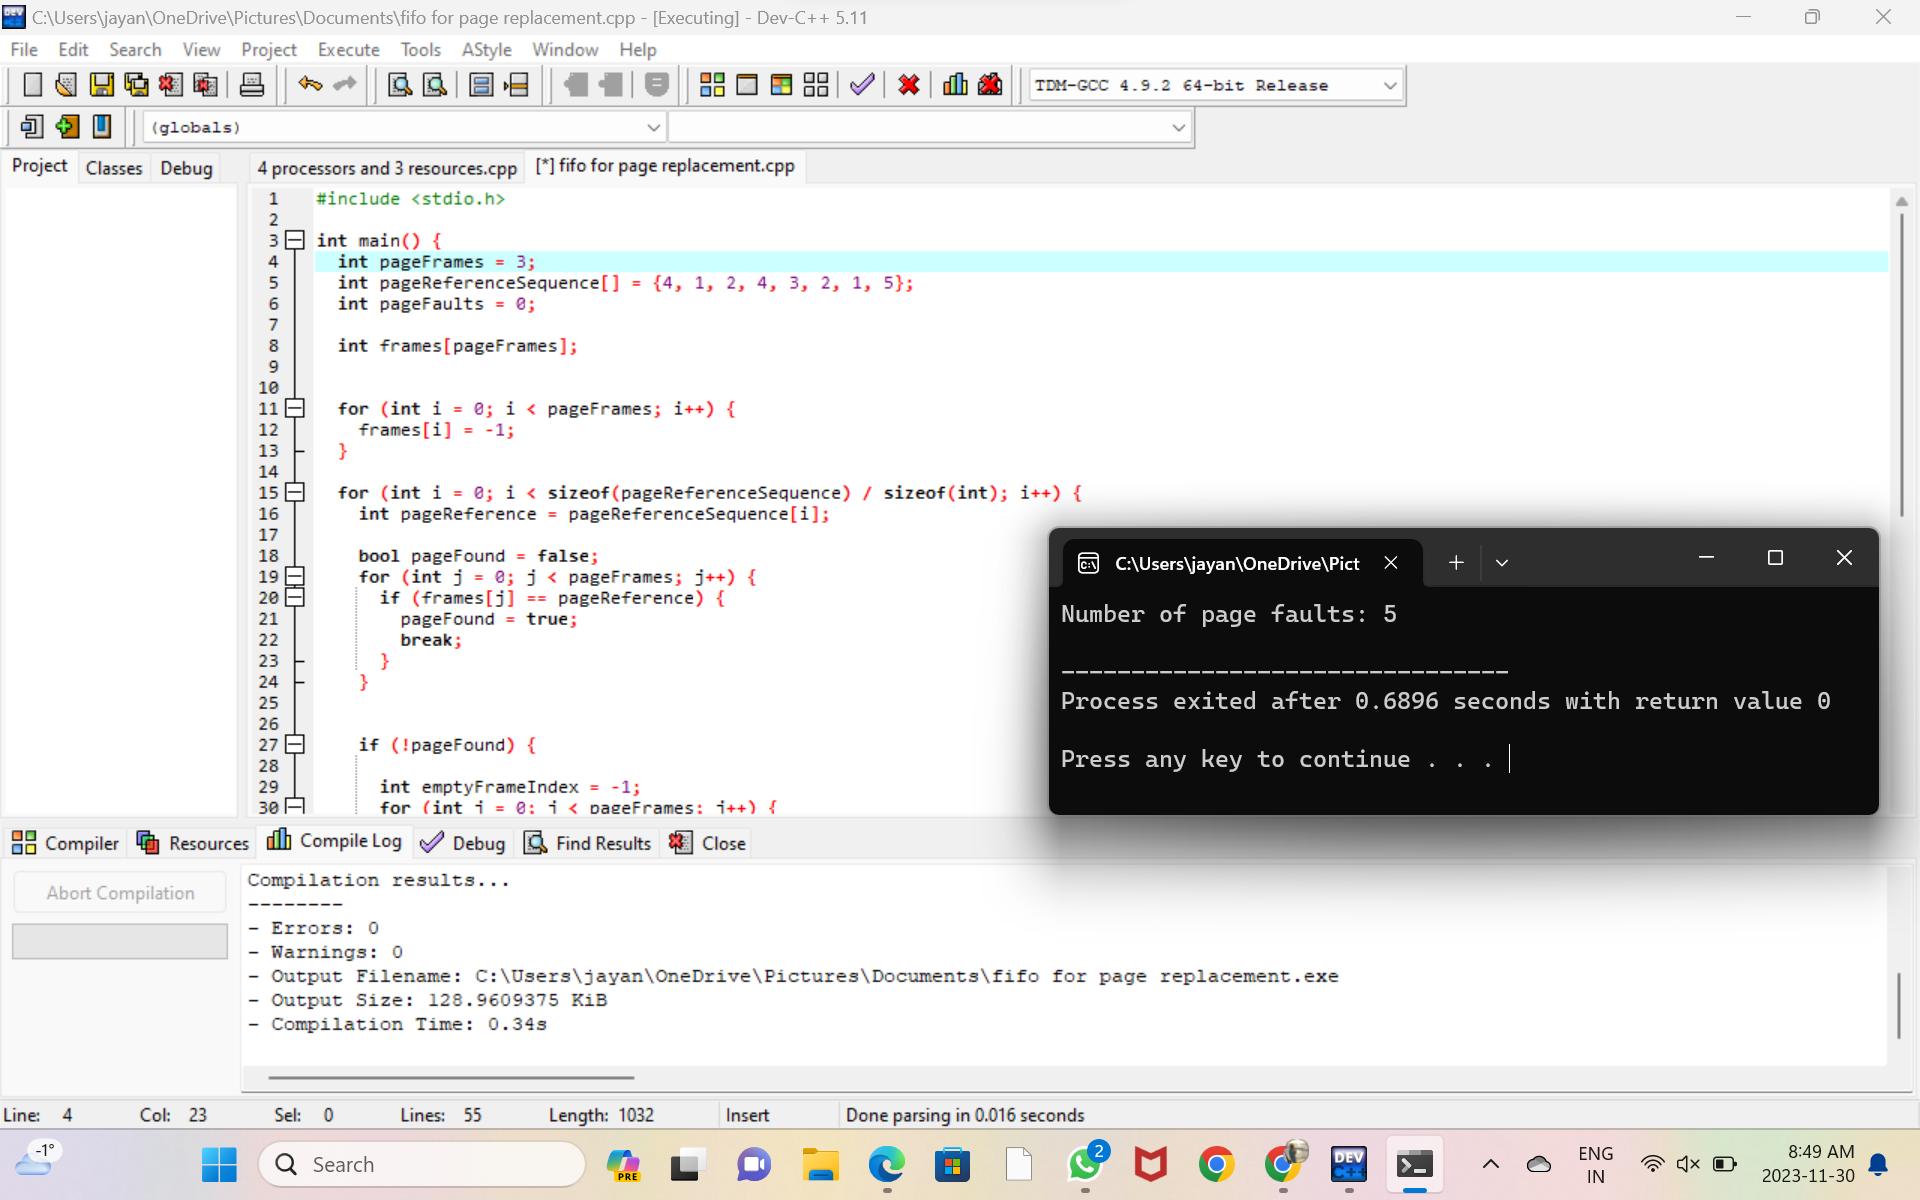 C:\Users\jayan\OneDrive\Pictures\Documents\fifo for page replacement.cpp - [Executing] - Dev-C++ 5.11
File Edit Search View Project Execute Tools AStyle Window Help
TDM-GCC 4.9.2 64-bit Release
(globals)
Project Classes Debug 4 processors and 3 resources.cpp [*] fifo for page replacement.cpp
1 #include <stdio.h>
2
3 int main() {
4 int pageFrames = 3;
5 int pageReferenceSequence[] = {4, 1, 2, 4, 3, 2, 1, 5};
6 int pageFaults = 0;
7
8 int frames[pageFrames];
9
10
11 for (int i = 0; i < pageFrames; i++) {
12 frames[i] = -1;
13 }
14
15 for (int i = 0; i < sizeof(pageReferenceSequence) / sizeof(int); i++) {
16 int pageReference = pageReferenceSequence[i];
17
18 bool pageFound = false;
19 for (int j = 0; j < pageFrames; j++) {
20 if (frames[j] == pageReference) {
21 pageFound = true;
22 break;
23 }
24 }
25
26
27 if (!pageFound) {
28
29 int emptyFrameIndex = -1;
30 for (int j = 0; j < pageFrames; j++) {
C:\Users\jayan\OneDrive\Pict
Number of page faults: 5
--------------------------------
Process exited after 0.6896 seconds with return value 0
Press any key to continue . . .
Compiler Resources Compile Log Debug Find Results Close
Abort Compilation
Compilation results...
--------
- Errors: 0
- Warnings: 0
- Output Filename: C:\Users\jayan\OneDrive\Pictures\Documents\fifo for page replacement.exe
- Output Size: 128.9609375 KiB
- Compilation Time: 0.34s
Line: 4 Col: 23 Sel: 0 Lines: 55 Length: 1032 Insert Done parsing in 0.016 seconds
-1°
Search
PRE
2
DEV C++
ENG
IN
8:49 AM
2023-11-30